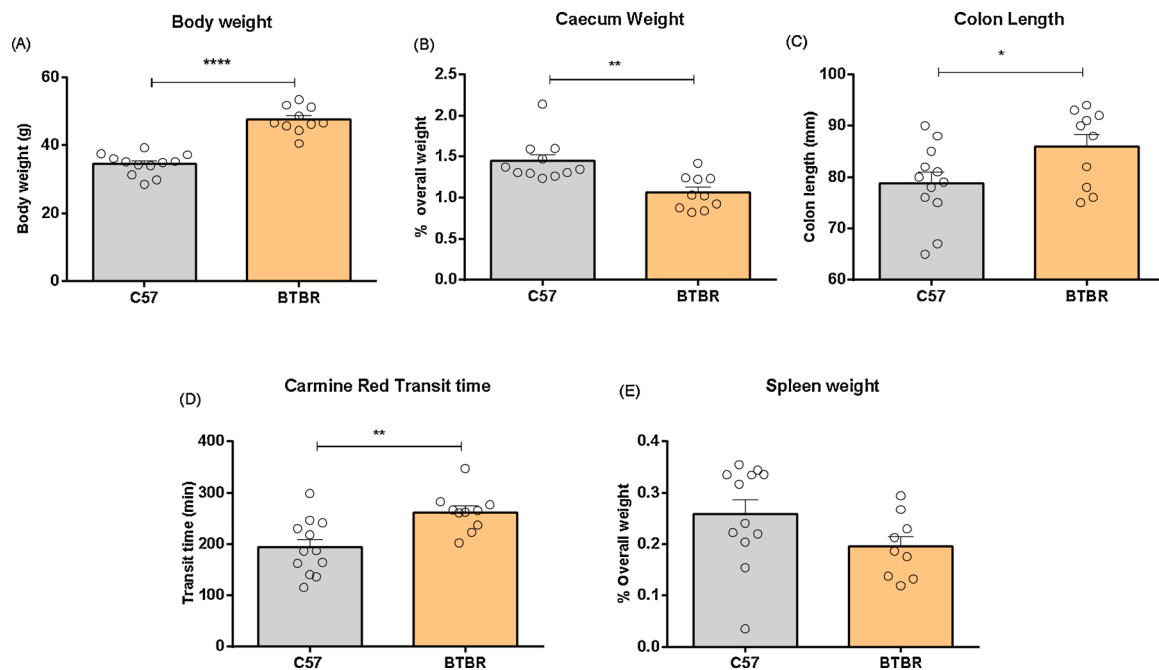 Body weight
Caecum Weight
Colon Length
(A)
(B)
(C)
****
**
*
Body weight (g)
60
40
20
0
C57
BTBR
% overall weight
2.5
2.0
1.5
1.0
0.5
0.0
C57
BTBR
Colon length (mm)
100
90
80
70
60
C57
BTBR
Carmine Red Transit time
Spleen weight
(D)
(E)
**
Transit time (min)
400
300
200
100
0
C57
BTBR
% Overall weight
0.4
0.3
0.2
0.1
0.0
C57
BTBR